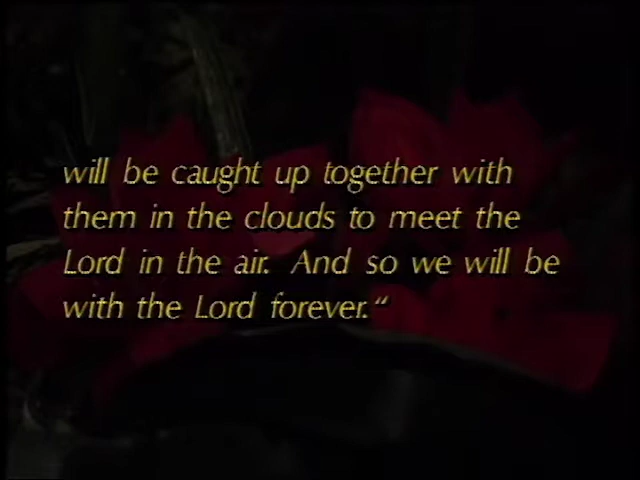 will be caught up together with
them in the clouds to meet the
Lord in the air. And so we will be
with the Lord forever.“